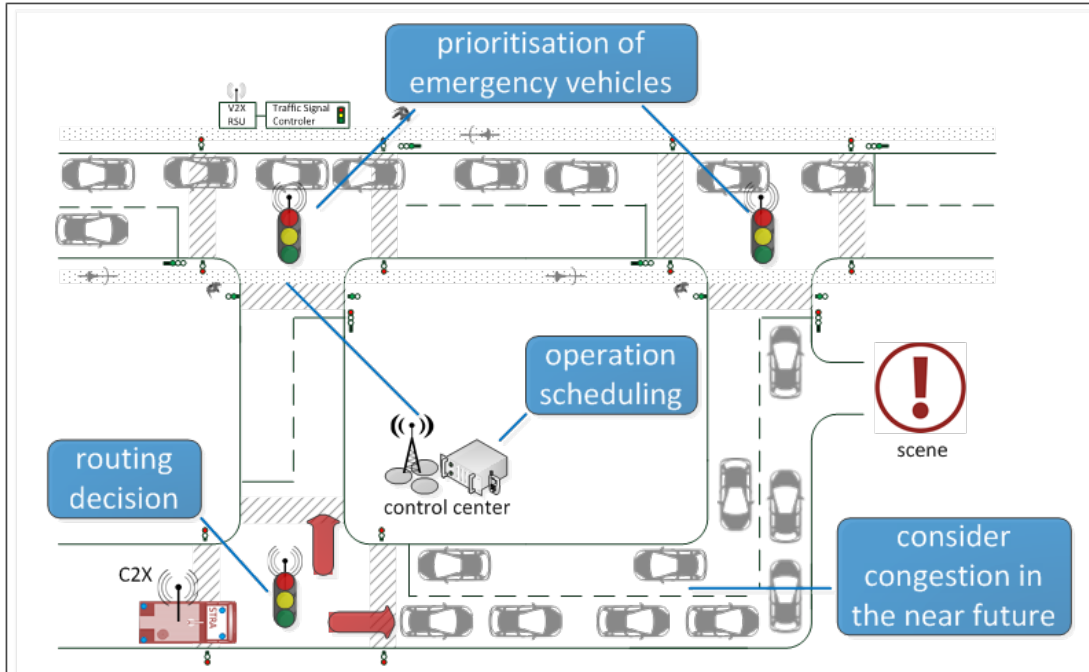 prioritisation of
emergency vehicles
V2X
RSU
Traffic Signal
Controler
operation
scheduling
scene
routing
decision
control center
consider
congestion in
the near future
C2X
STRA